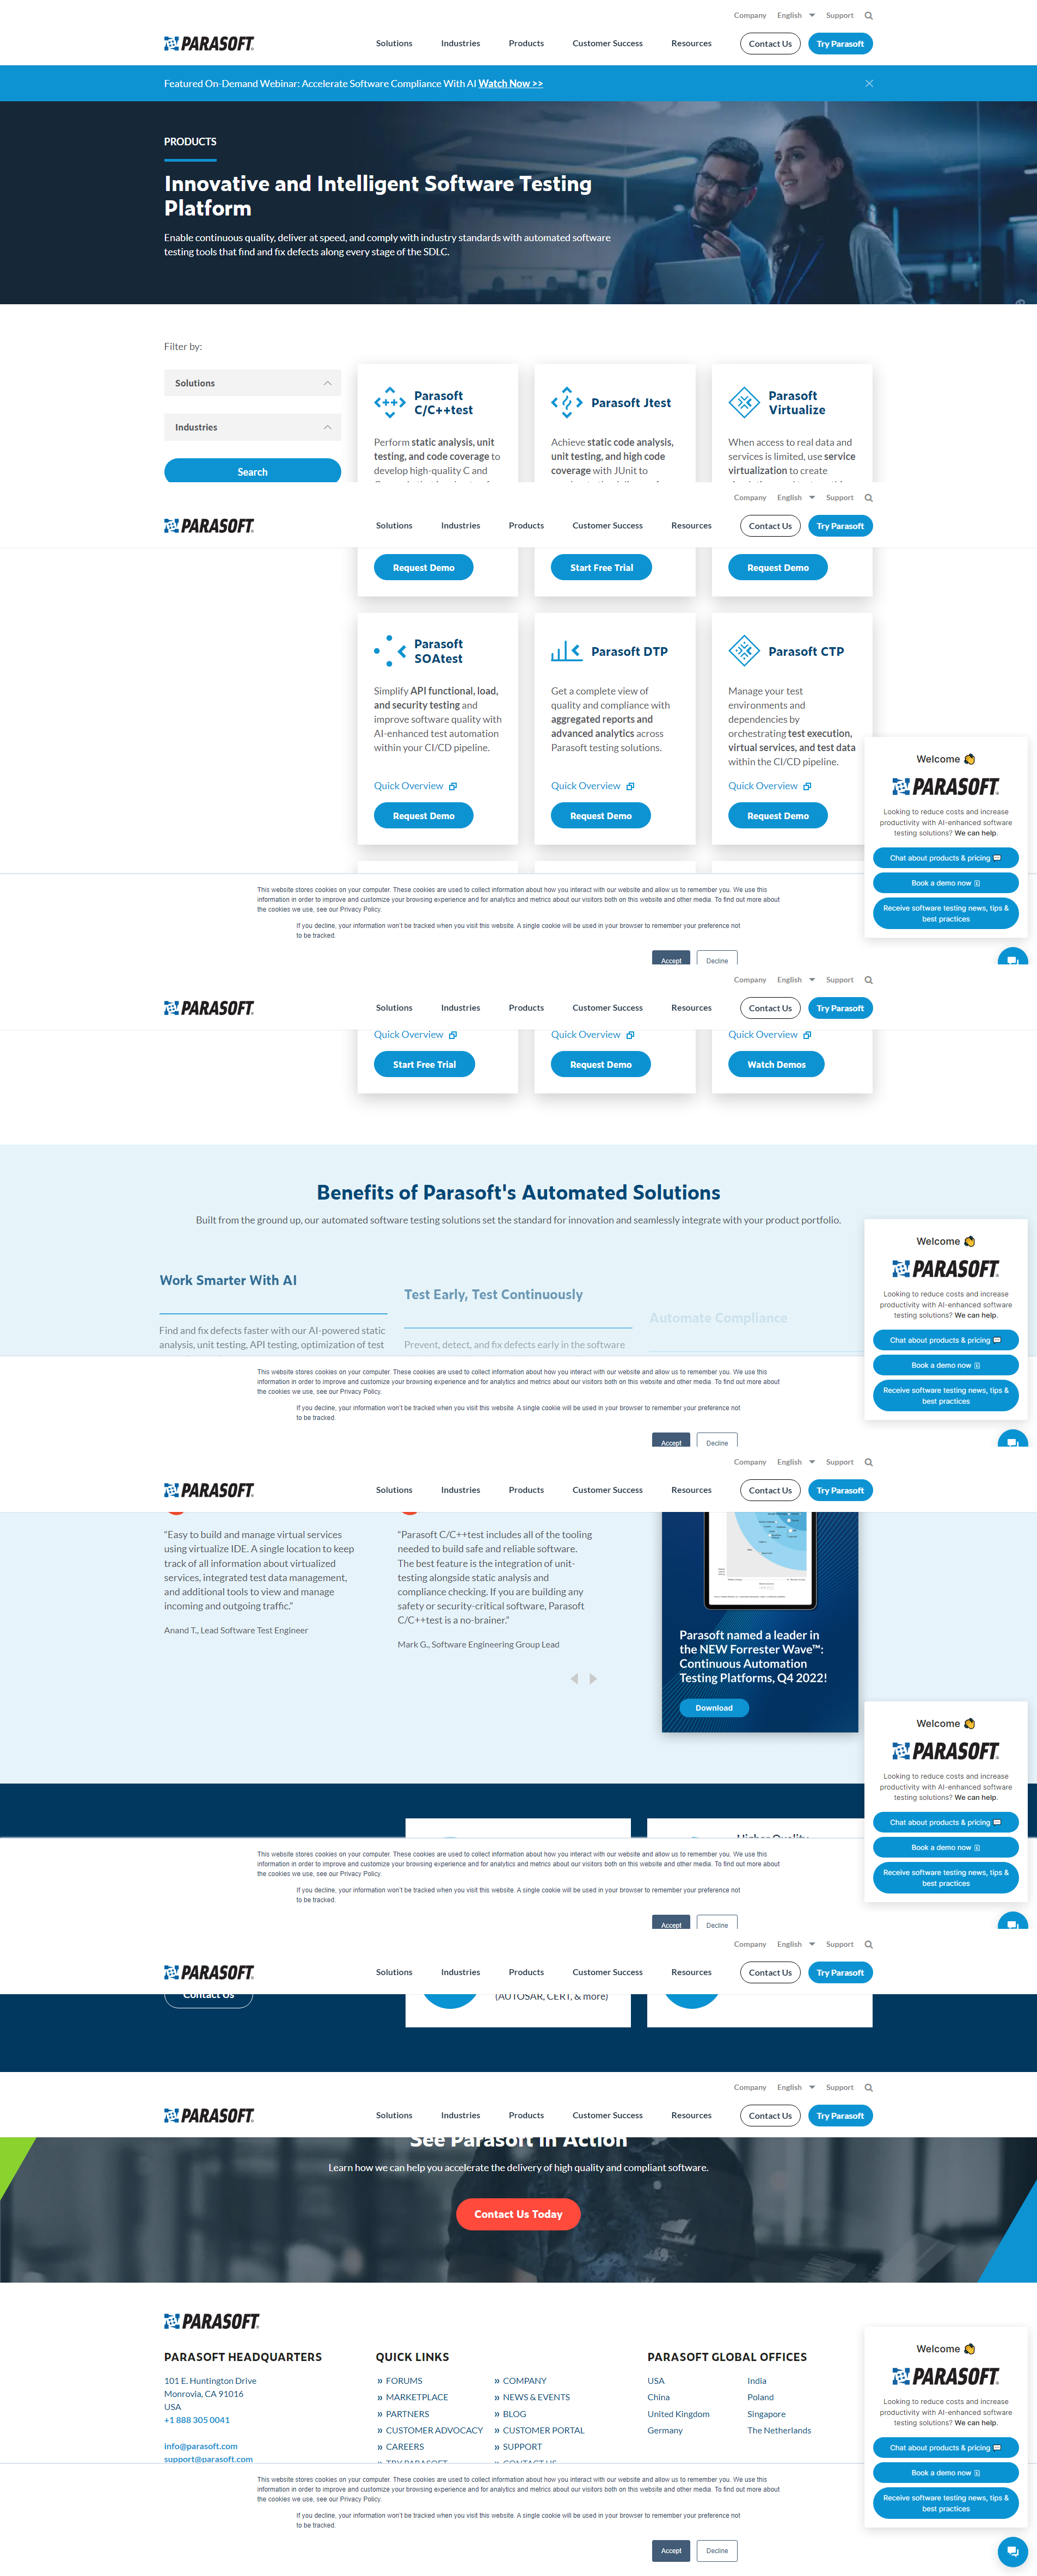 Company English Support
PARASOFT
Solutions Industries Products Customer Success Resources Contact Us Try Parasoft
Featured On-Demand Webinar: Accelerate Software Compliance With AI Watch Now >>
PRODUCTS
Innovative and Intelligent Software Testing
Platform
Enable continuous quality, deliver at speed, and comply with industry standards with automated software
testing tools that find and fix defects along every stage of the SDLC.
Filter by:
Solutions
Industries
Search
Parasoft
C/C++test
Perform static analysis, unit
testing, and code coverage to
develop high-quality C and
Parasoft Jtest
Achieve static code analysis,
unit testing, and high code
coverage with JUnit to
Parasoft
Virtualize
When access to real data and
services is limited, use service
virtualization to create
Company English Support
PARASOFT
Solutions Industries Products Customer Success Resources Contact Us Try Parasoft
Request Demo
Start Free Trial
Request Demo
Parasoft
SOAtest
Simplify API functional, load,
and security testing and
improve software quality with
AI-enhanced test automation
within your CI/CD pipeline.
Quick Overview
Request Demo
Parasoft DTP
Get a complete view of
quality and compliance with
aggregated reports and
advanced analytics across
Parasoft testing solutions.
Quick Overview
Request Demo
Parasoft CTP
Manage your test
environments and
dependencies by
orchestrating test execution,
virtual services, and test data
within the CI/CD pipeline.
Quick Overview
Request Demo
Welcome
PARASOFT
Looking to reduce costs and increase
productivity with AI-enhanced software
testing solutions? We can help.
Chat about products & pricing
Book a demo now
Receive software testing news, tips &
best practices
This website stores cookies on your computer. These cookies are used to collect information about how you interact with our website and allow us to remember you. We use this
information in order to improve and customize your browsing experience and for analytics and metrics about our visitors both on this website and other media. To find out more about
the cookies we use, see our Privacy Policy.
If you decline, your information won't be tracked when you visit this website. A single cookie will be used in your browser to remember your preference not
to be tracked.
Accept Decline
Company English Support
PARASOFT
Solutions Industries Products Customer Success Resources Contact Us Try Parasoft
Quick Overview
Start Free Trial
Quick Overview
Request Demo
Quick Overview
Watch Demos
Benefits of Parasoft's Automated Solutions
Built from the ground up, our automated software testing solutions set the standard for innovation and seamlessly integrate with your product portfolio.
Work Smarter With AI
Find and fix defects faster with our AI-powered static
analysis, unit testing, API testing, optimization of test
Test Early, Test Continuously
Prevent, detect, and fix defects early in the software
Automate Compliance
Welcome
PARASOFT
Looking to reduce costs and increase
productivity with AI-enhanced software
testing solutions? We can help.
Chat about products & pricing
Book a demo now
Receive software testing news, tips &
best practices
This website stores cookies on your computer. These cookies are used to collect information about how you interact with our website and allow us to remember you. We use this
information in order to improve and customize your browsing experience and for analytics and metrics about our visitors both on this website and other media. To find out more about
the cookies we use, see our Privacy Policy.
If you decline, your information won't be tracked when you visit this website. A single cookie will be used in your browser to remember your preference not
to be tracked.
Accept Decline
Company English Support
PARASOFT
Solutions Industries Products Customer Success Resources Contact Us Try Parasoft
"Easy to build and manage virtual services
using virtualize IDE. A single location to keep
track of all information about virtualized
services, integrated test data management,
and additional tools to view and manage
incoming and outgoing traffic."
Anand T., Lead Software Test Engineer
"Parasoft C/C++test includes all of the tooling
needed to build safe and reliable software.
The best feature is the integration of unit-
testing alongside static analysis and
compliance checking. If you are building any
safety or security-critical software, Parasoft
C/C++test is a no-brainer."
Mark G., Software Engineering Group Lead
Parasoft named a leader in
the NEW Forrester Wave™:
Continuous Automation
Testing Platforms, Q4 2022!
Download
Welcome
PARASOFT
Looking to reduce costs and increase
productivity with AI-enhanced software
testing solutions? We can help.
Chat about products & pricing
Book a demo now
Receive software testing news, tips &
best practices
Higher Quality
This website stores cookies on your computer. These cookies are used to collect information about how you interact with our website and allow us to remember you. We use this
information in order to improve and customize your browsing experience and for analytics and metrics about our visitors both on this website and other media. To find out more about
the cookies we use, see our Privacy Policy.
If you decline, your information won't be tracked when you visit this website. A single cookie will be used in your browser to remember your preference not
to be tracked.
Accept Decline
Company English Support
PARASOFT
Solutions Industries Products Customer Success Resources Contact Us Try Parasoft
Contact Us
(AUTOSAR, CERT, & more)
Company English Support
PARASOFT
Solutions Industries Products Customer Success Resources Contact Us Try Parasoft
See Parasoft in Action
Learn how we can help you accelerate the delivery of high quality and compliant software.
Contact Us Today
PARASOFT
PARASOFT HEADQUARTERS
101 E. Huntington Drive
Monrovia, CA 91016
USA
+1 888 305 0041
info@parasoft.com
support@parasoft.com
QUICK LINKS
» FORUMS
» MARKETPLACE
» PARTNERS
» CUSTOMER ADVOCACY
» CAREERS
» TRY PARASOFT
» COMPANY
» NEWS & EVENTS
» BLOG
» CUSTOMER PORTAL
» SUPPORT
» CONTACT US
PARASOFT GLOBAL OFFICES
USA
China
United Kingdom
Germany
India
Poland
Singapore
The Netherlands
Welcome
PARASOFT
Looking to reduce costs and increase
productivity with AI-enhanced software
testing solutions? We can help.
Chat about products & pricing
Book a demo now
Receive software testing news, tips &
best practices
This website stores cookies on your computer. These cookies are used to collect information about how you interact with our website and allow us to remember you. We use this
information in order to improve and customize your browsing experience and for analytics and metrics about our visitors both on this website and other media. To find out more about
the cookies we use, see our Privacy Policy.
If you decline, your information won't be tracked when you visit this website. A single cookie will be used in your browser to remember your preference not
to be tracked.
Accept Decline